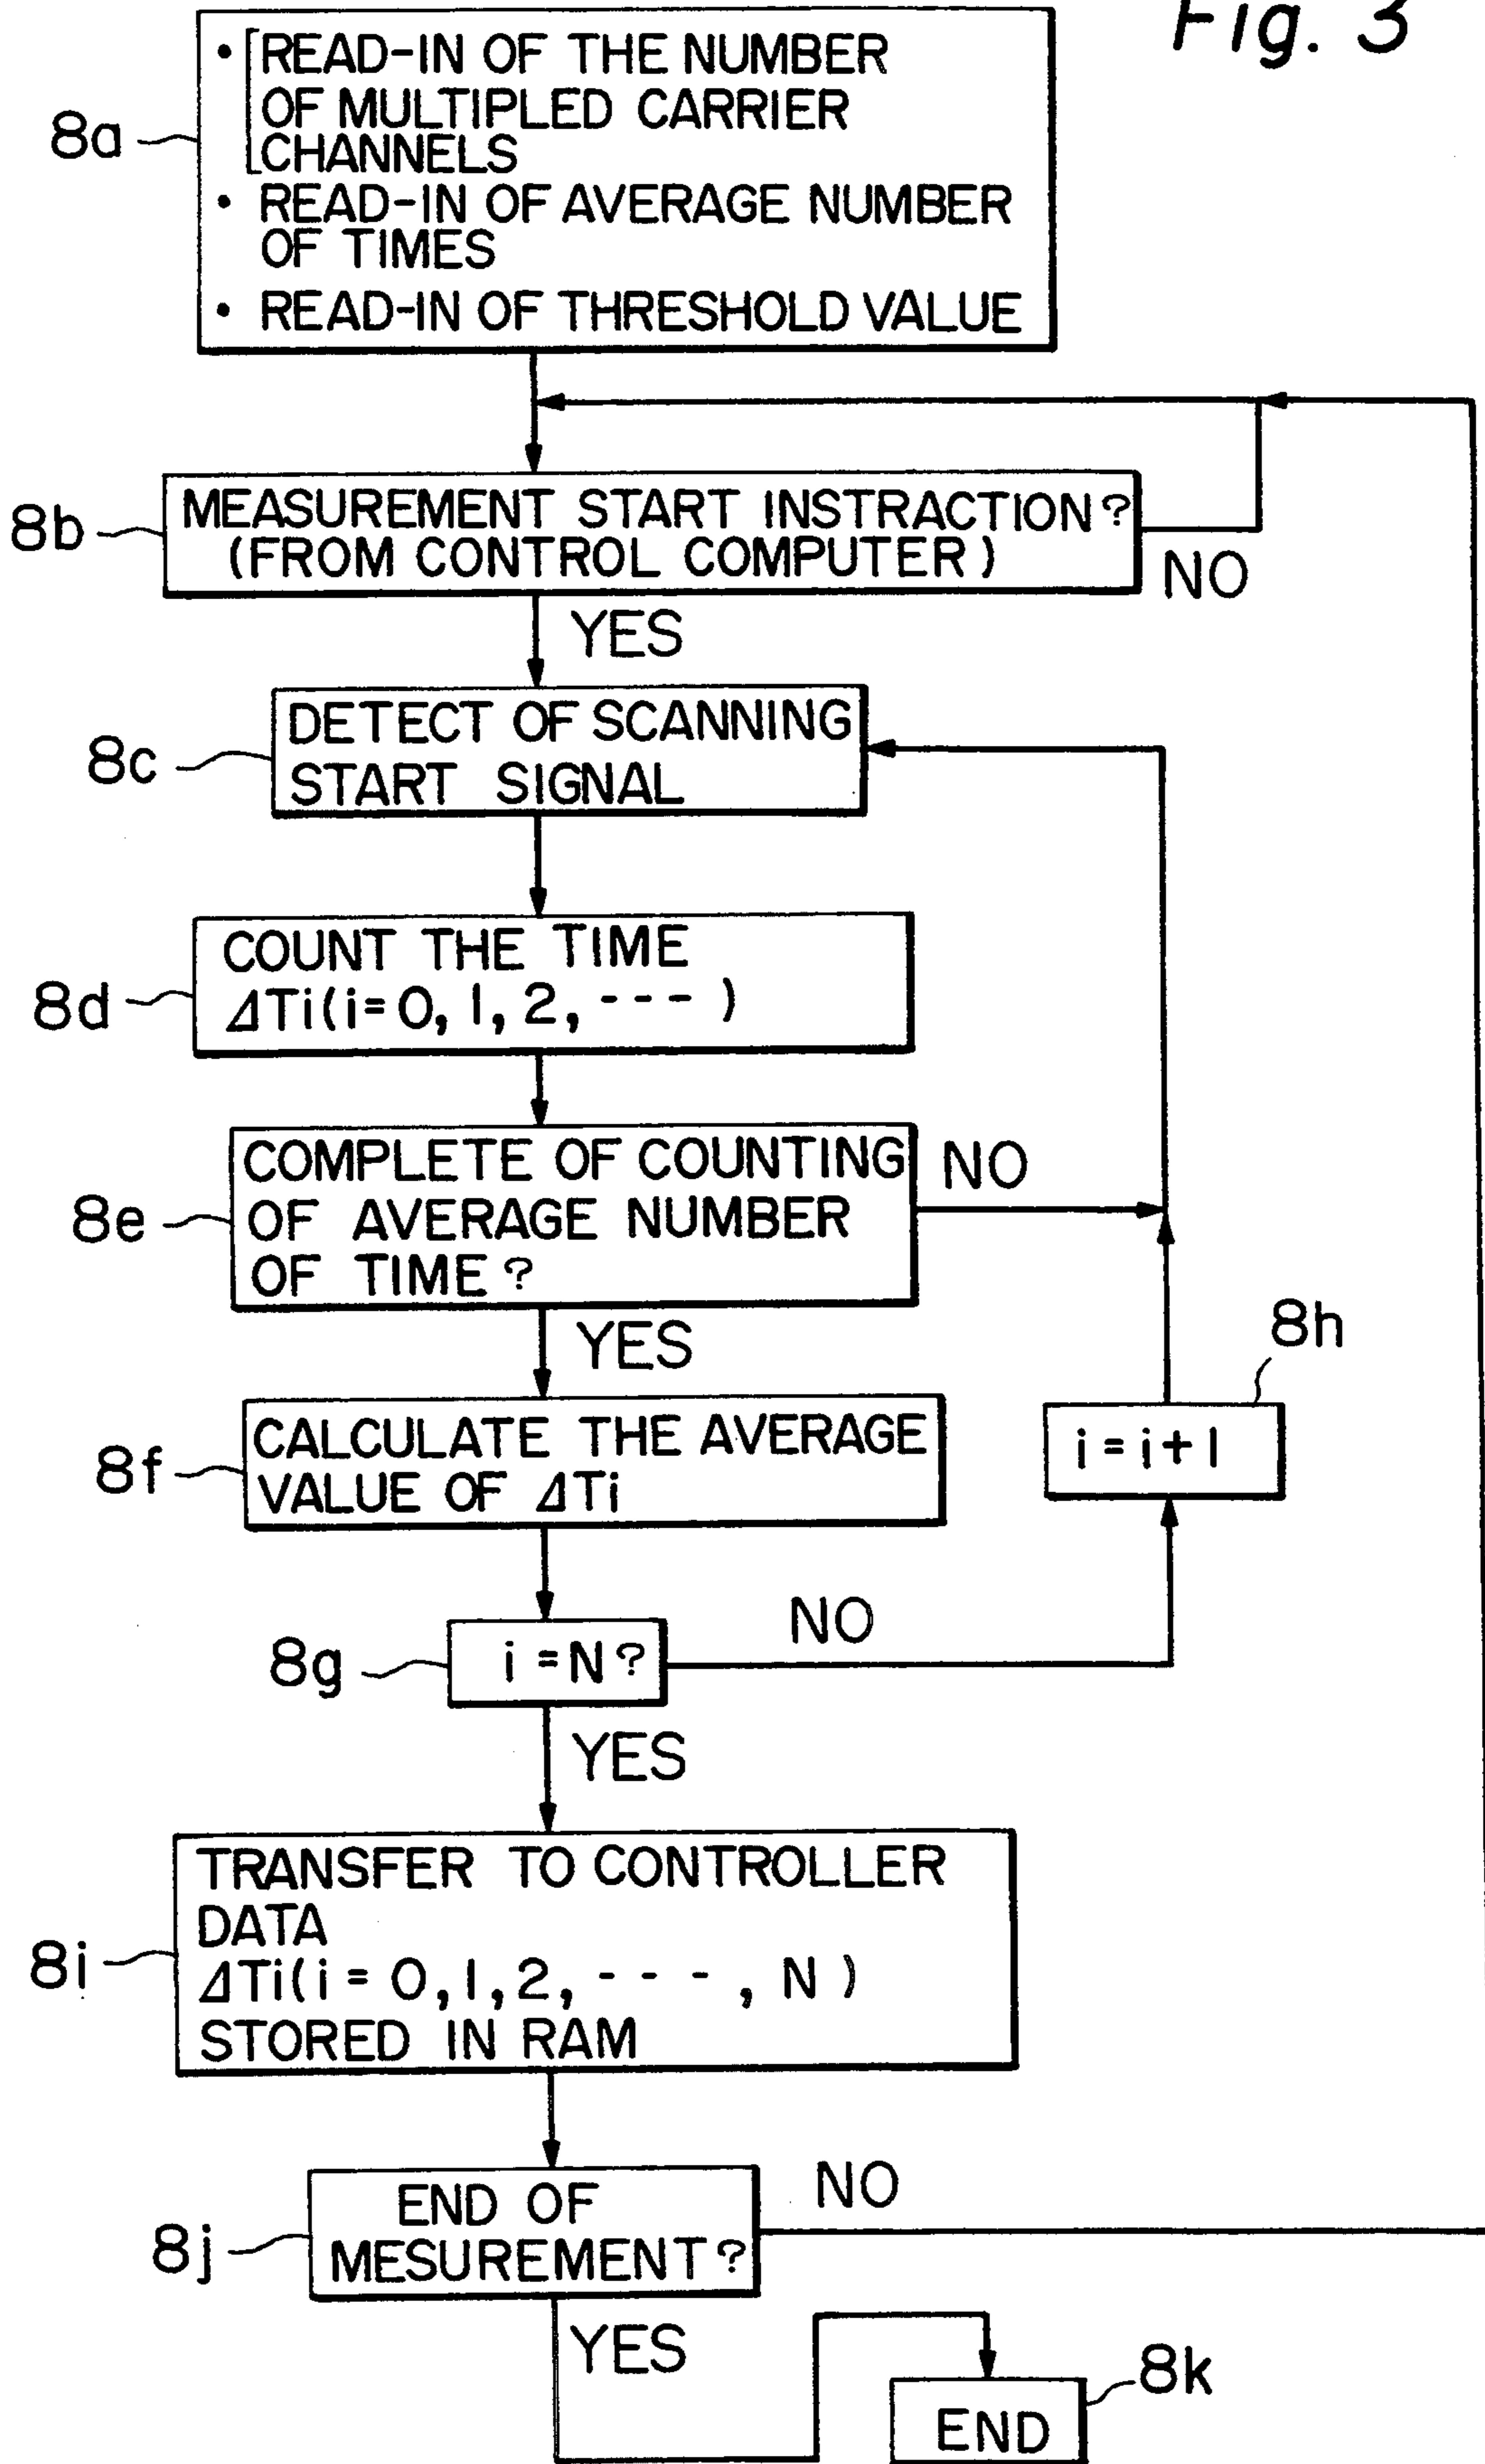 Fig. 3
8a
• READ-IN OF THE NUMBER
OF MULTIPLED CARRIER
CHANNELS
• READ-IN OF AVERAGE NUMBER
OF TIMES
• READ-IN OF THRESHOLD VALUE
8b
MEASUREMENT START INSTRACTION?
(FROM CONTROL COMPUTER)
NO
YES
8c
DETECT OF SCANNING
START SIGNAL
8d
COUNT THE TIME
ΔTi(i=0, 1, 2, --- )
8e
COMPLETE OF COUNTING
OF AVERAGE NUMBER
OF TIME?
NO
YES
8h
i = i+1
8f
CALCULATE THE AVERAGE
VALUE OF ΔTi
8g
i = N?
NO
YES
8i
TRANSFER TO CONTROLLER
DATA
ΔTi(i = 0, 1, 2, - - - , N )
STORED IN RAM
8j
END OF
MESUREMENT?
NO
YES
8k
END